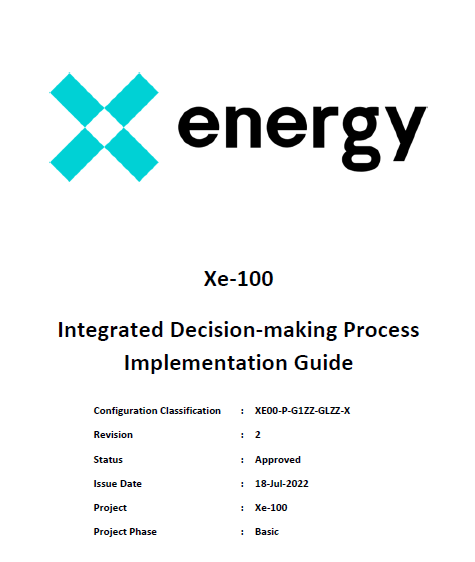 X energy
Xe-100
Integrated Decision-making Process
Implementation Guide
Configuration Classification : XE00-P-G1ZZ-GLZZ-X
Revision : 2
Status : Approved
Issue Date : 18-Jul-2022
Project : Xe-100
Project Phase : Basic